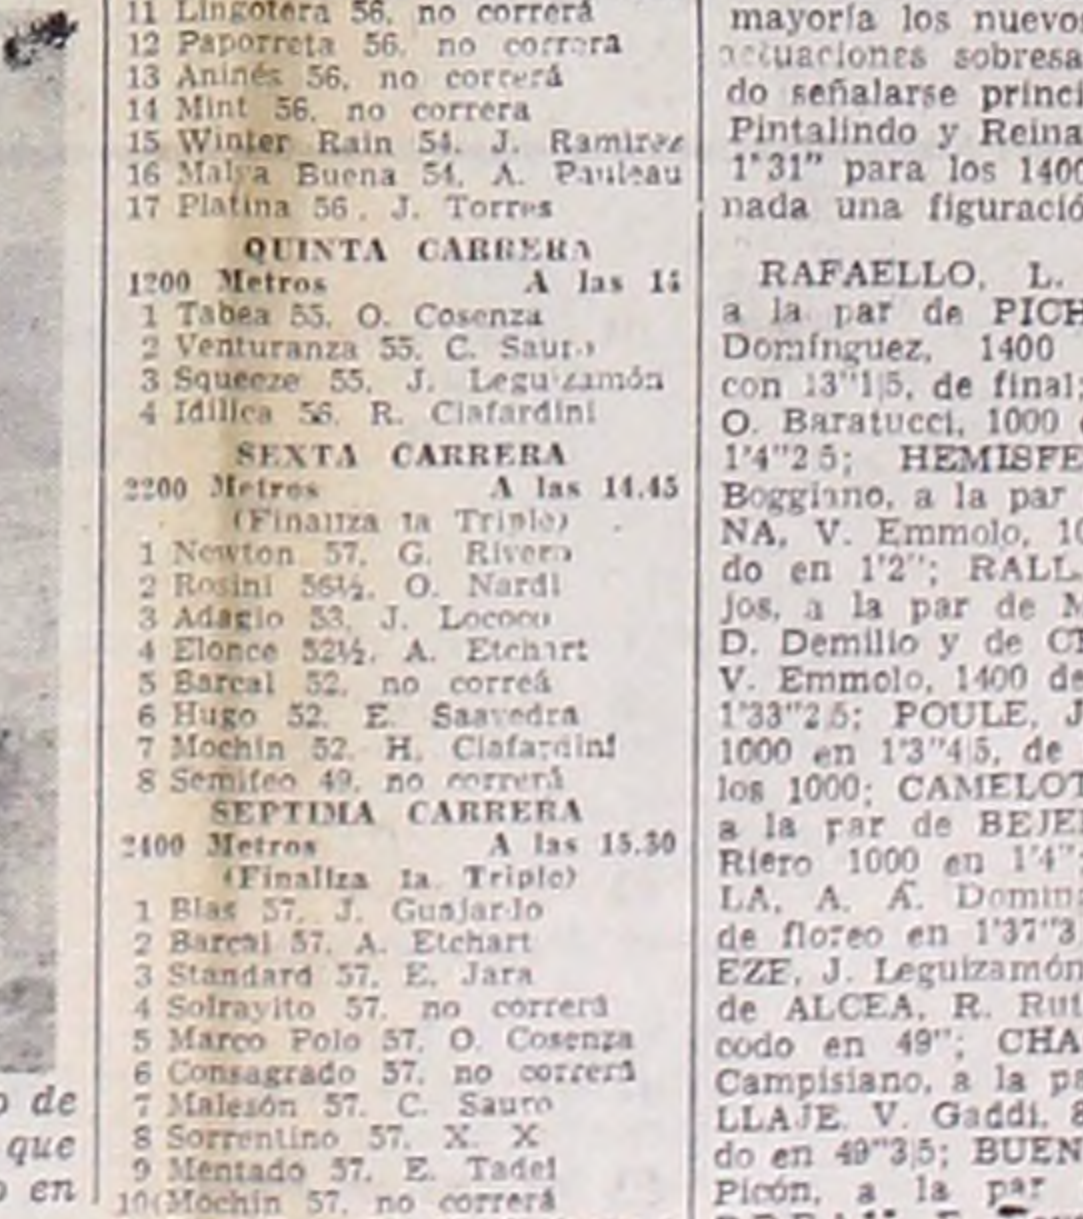 11 Lingotera 56, no correrá
12 Paporreta 56, no correra
13 Aninés 56, no correrá
14 Mint 56, no correra
15 Winter Rain 54, J. Ramirez
16 Malva Buena 54, A. Pauleau
17 Platina 56, J. Torres
QUINTA CARRERA
1200 Metros A las 14
1 Tabea 55, O. Cosenza
2 Venturanza 55, C. Sauro
3 Squeeze 55, J. Leguizamón
4 Idílica 56, R. Ciafardini
SEXTA CARRERA
2200 Metros A las 14.45
(Finaliza la Triple)
1 Newton 57, G. Rivero
2 Rosini 56½, O. Nardi
3 Adagio 53, J. Lococo
4 Elonce 52½, A. Etchart
5 Barcal 52, no correá
6 Hugo 52, E. Saavedra
7 Mochin 52, H. Ciafardini
8 Semifeo 49, no correrá
SEPTIMA CARRERA
2400 Metros A las 15.30
(Finaliza la Triple)
1 Blas 57, J. Guajardo
2 Barcal 57, A. Etchart
3 Standard 57, E. Jara
4 Solrayito 57, no correrá
5 Marco Polo 57, O. Cosenza
6 Consagrado 57, no correrá
7 Malesón 57, C. Sauro
8 Sorrentino 57, X. X
9 Mentado 57, E. Tadei
10 Mochin 57, no correrá
mayoría los nuevos
actuaciones sobresa
do señalarse princi
Pintalindo y Reina
1'31" para los 1400
nada una figuració
RAFAELLO, L.
a la par de PICH
Domínguez, 1400
con 13"1|5, de final;
O. Baratucci, 1000
1'4"2|5; HEMISFE
Boggiano, a la par
NA, V. Emmolo, 10
do en 1'2"; RALL
jos, a la par de M
D. Demilio y de C
V. Emmolo, 1400 de
1'33"2|5; POULE, J
1000 en 1'3"4|5, de
los 1000; CAMELOT
a la par de BEJE
Riero 1000 en 1'4"
LA, A. A. Domin
de floreo en 1'37"3
EZE, J. Leguizamón
de ALCEA, R. Rut
codo en 49"; CHA
Campisiano, a la pa
LLAJE, V. Gaddi, 8
do en 49"3|5; BUEN
Picón, a la par
de
que
en